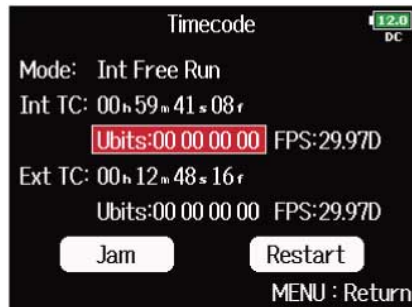 Timecode
12.0
DC
Mode: Int Free Run
Int TC: 00h59m41s08f
Ubits:00 00 00 00 FPS:29.97D
Ext TC: 00h12m48s16f
Ubits:00 00 00 00 FPS:29.97D
Jam Restart
MENU : Return